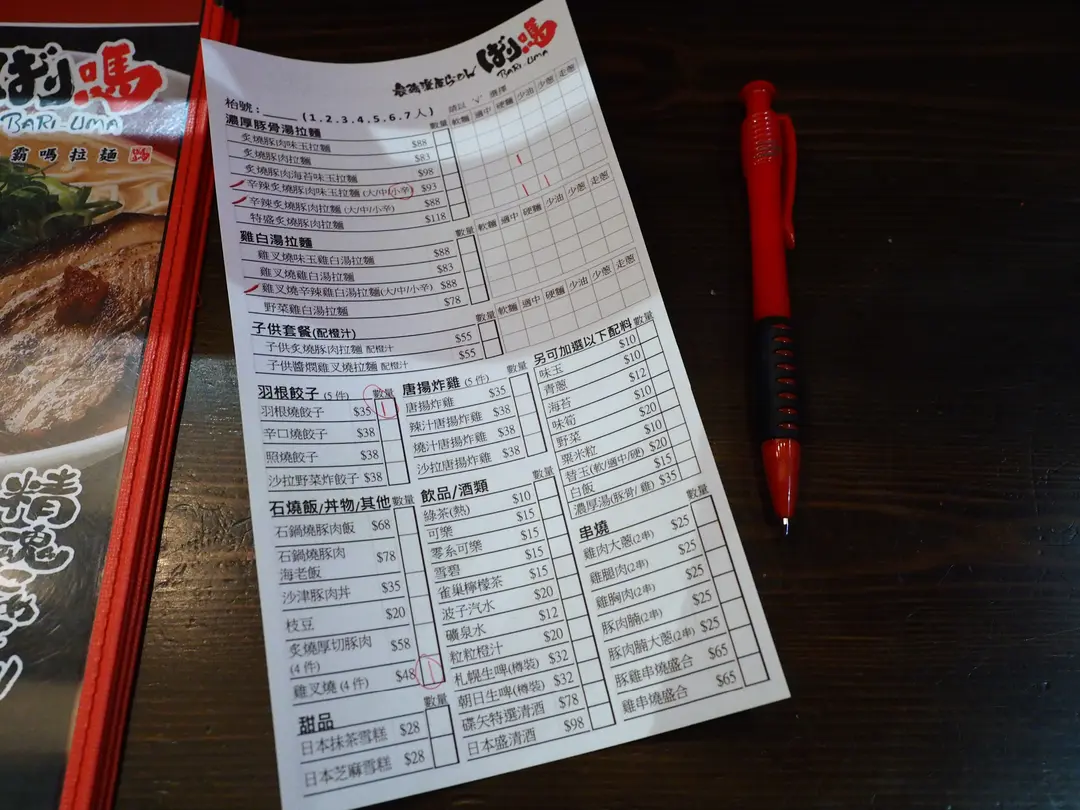 ばり嗎
BARI-UMA
霸嗎拉麵
精
魂
ばり嗎
BARI-UMA
枱號：____ (1.2.3.4.5.6.7人) 請以 "√" 選擇
濃厚豚骨湯拉麵 數量 軟麵 適中 硬麵 少油 少葱 走葱
炙燒豚肉味玉拉麵 $88
炙燒豚肉拉麵 $83
炙燒豚肉海苔味玉拉麵 $98
辛辣炙燒豚肉味玉拉麵 (大/中/小辛) $93
辛辣炙燒豚肉拉麵 (大/中/小辛) $88
特盛炙燒豚肉拉麵 $118
雞白湯拉麵 數量 軟麵 適中 硬麵 少油 少葱 走葱
雞叉燒味玉雞白湯拉麵 $88
雞叉燒雞白湯拉麵 $83
雞叉燒辛辣雞白湯拉麵(大/中/小辛) $88
野菜雞白湯拉麵 $78
子供套餐(配橙汁) 數量 軟麵 適中 硬麵 少油 少葱 走葱
子供炙燒豚肉拉麵 配橙汁 $55
子供醬燜雞叉燒拉麵 配橙汁 $55
羽根餃子 (5 件) 數量
羽根燒餃子 $35 1
辛口燒餃子 $38
照燒餃子 $38
沙拉野菜炸餃子 $38
唐揚炸雞 (5 件) 數量
唐揚炸雞 $35
辣汁唐揚炸雞 $38
燒汁唐揚炸雞 $38
沙拉唐揚炸雞 $38
另可加選以下配料 數量
味玉 $10
青葱 $10
海苔 $12
味筍 $10
野菜 $20
粟米粒 $10
替玉(軟/適中/硬) $20
白飯 $15
濃厚湯(豚骨/雞) $35
石燒飯/丼物/其他 數量
石鍋燒豚肉飯 $68
石鍋燒豚肉
海老飯 $78
沙津豚肉丼 $35
枝豆 $20
炙燒厚切豚肉
(4 件) $58
雞叉燒 (4 件) $48 1
甜品 數量
日本抹茶雪糕 $28
日本芝麻雪糕 $28
飲品/酒類 數量
綠茶(熱) $10
可樂 $15
零系可樂 $15
雪碧 $15
雀巢檸檬茶 $15
波子汽水 $20
礦泉水 $12
粒粒橙汁 $20
札幌生啤(樽裝) $32
朝日生啤(樽裝) $32
碟矢特選清酒 $78
日本盛清酒 $98
串燒 數量
雞肉大蔥(2串) $25
雞腿肉(2串) $25
雞胸肉(2串) $25
豚肉腩(2串) $25
豚肉腩大蔥(2串) $25
豚雞串燒盛合 $65
雞串燒盛合 $65